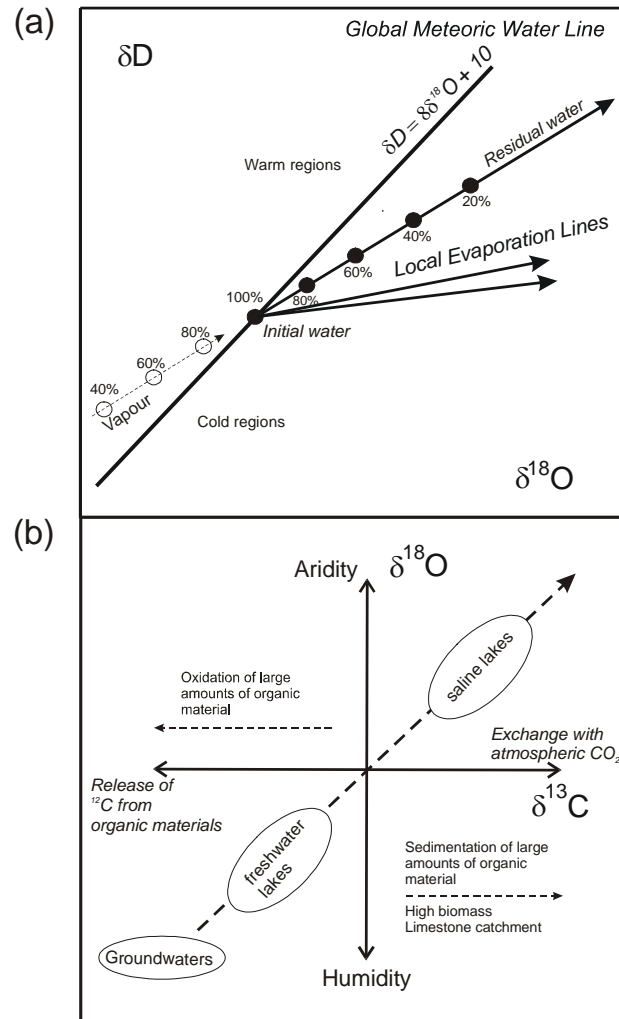 (a)
Global Meteoric Water Line
δD
δD = 8δ¹⁸O + 10
Residual water
Warm regions
20%
40%
60%
Local Evaporation Lines
80%
100%
Initial water
80%
60%
40%
Vapour
Cold regions
δ¹⁸O
(b)
Aridity
δ¹⁸O
saline lakes
Oxidation of large
amounts of organic
material
Exchange with
atmospheric CO₂
δ¹³C
Release of
¹²C from
organic materials
freshwater
lakes
Sedimentation of large
amounts of organic
material
High biomass
Limestone catchment
Groundwaters
Humidity